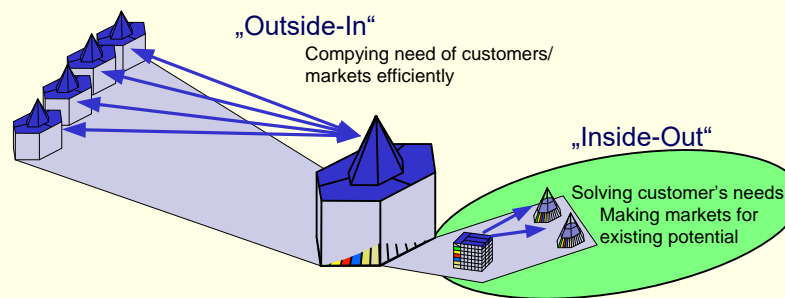 „Outside-In“
Compying need of customers/
markets efficiently
„Inside-Out“
Solving customer's needs
Making markets for
existing potential